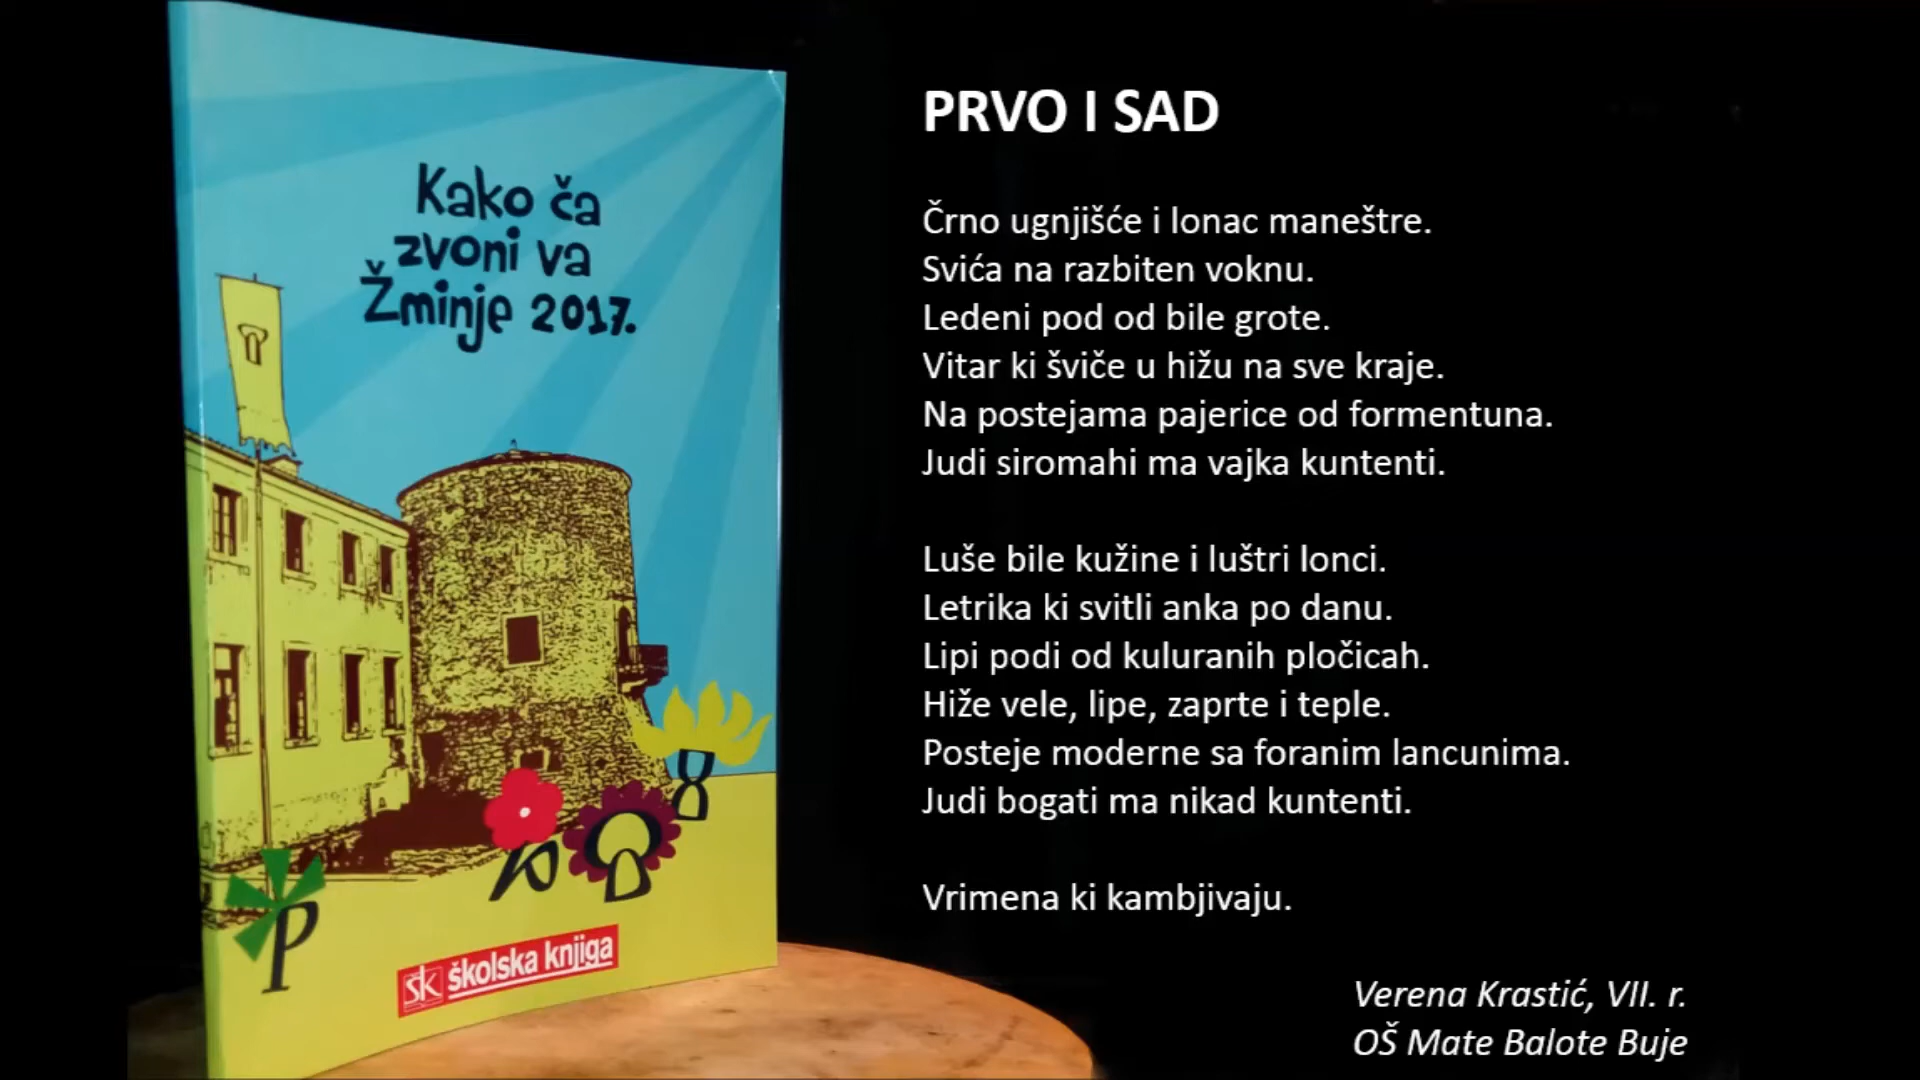 Kako ča
zvoni va
Žminje 2017.
šk školska knjiga
PRVO I SAD
Črno ugnjišće i lonac maneštre.
Svića na razbiten voknu.
Ledeni pod od bile grote.
Vitar ki šviče u hižu na sve kraje.
Na postejama pajerice od formentuna.
Judi siromahi ma vajka kuntenti.
Luše bile kužine i luštri lonci.
Letrika ki svitli anka po danu.
Lipi podi od kuluranih pločicah.
Hiže vele, lipe, zaprte i teple.
Posteje moderne sa foranim lancunima.
Judi bogati ma nikad kuntenti.
Vrimena ki kambjivaju.
Verena Krastić, VII. r.
OŠ Mate Balote Buje